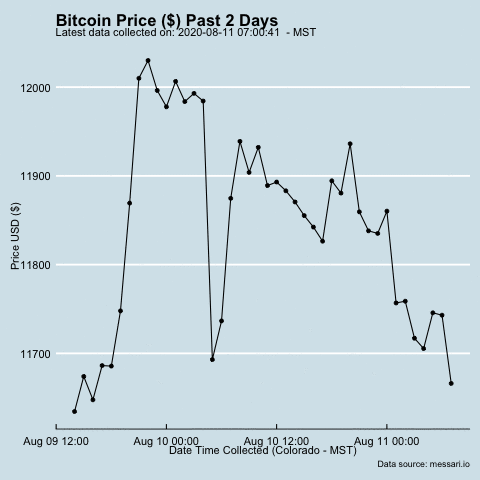 Bitcoin Price ($) Past 2 Days
Latest data collected on: 2020-08-11 07:00:41  - MST
12000
11900
11800
11700
Price USD ($)
Aug 09 12:00
Aug 10 00:00
Aug 10 12:00
Aug 11 00:00
Date Time Collected (Colorado - MST)
Data source: messari.io